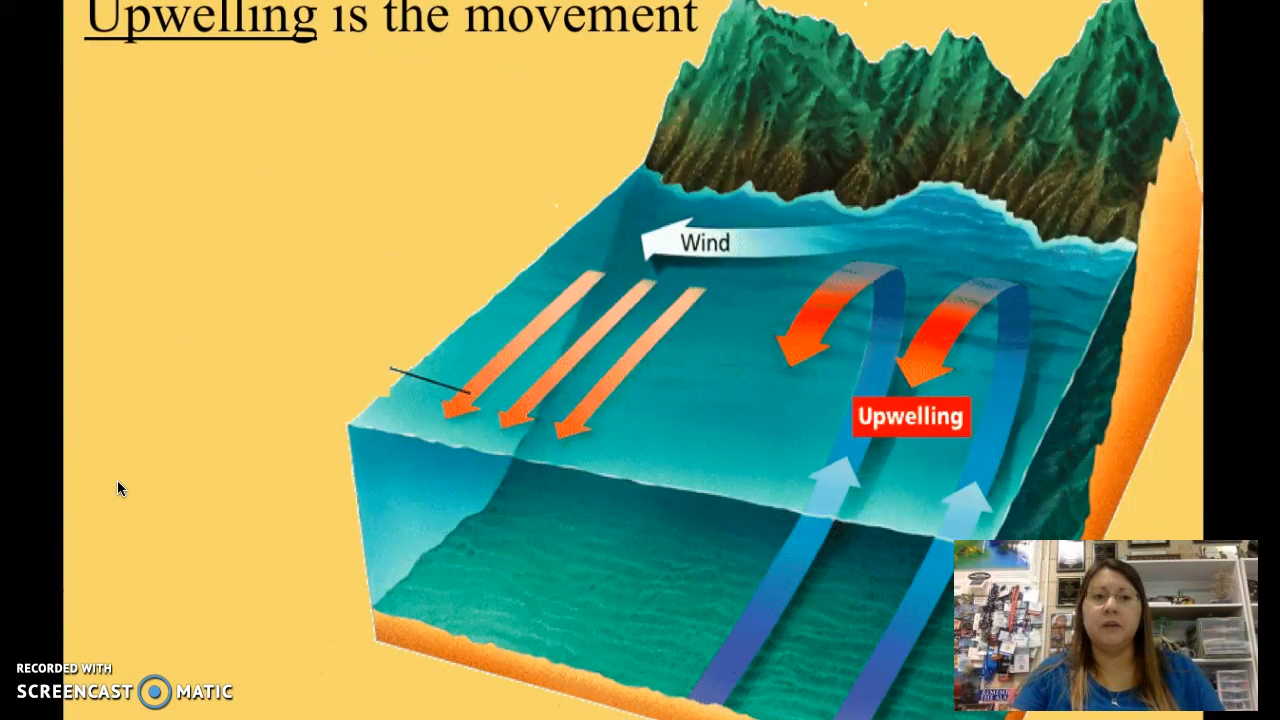 Upwelling is the movement
Wind
Upwelling
RECORDED WITH
SCREENCAST MATIC